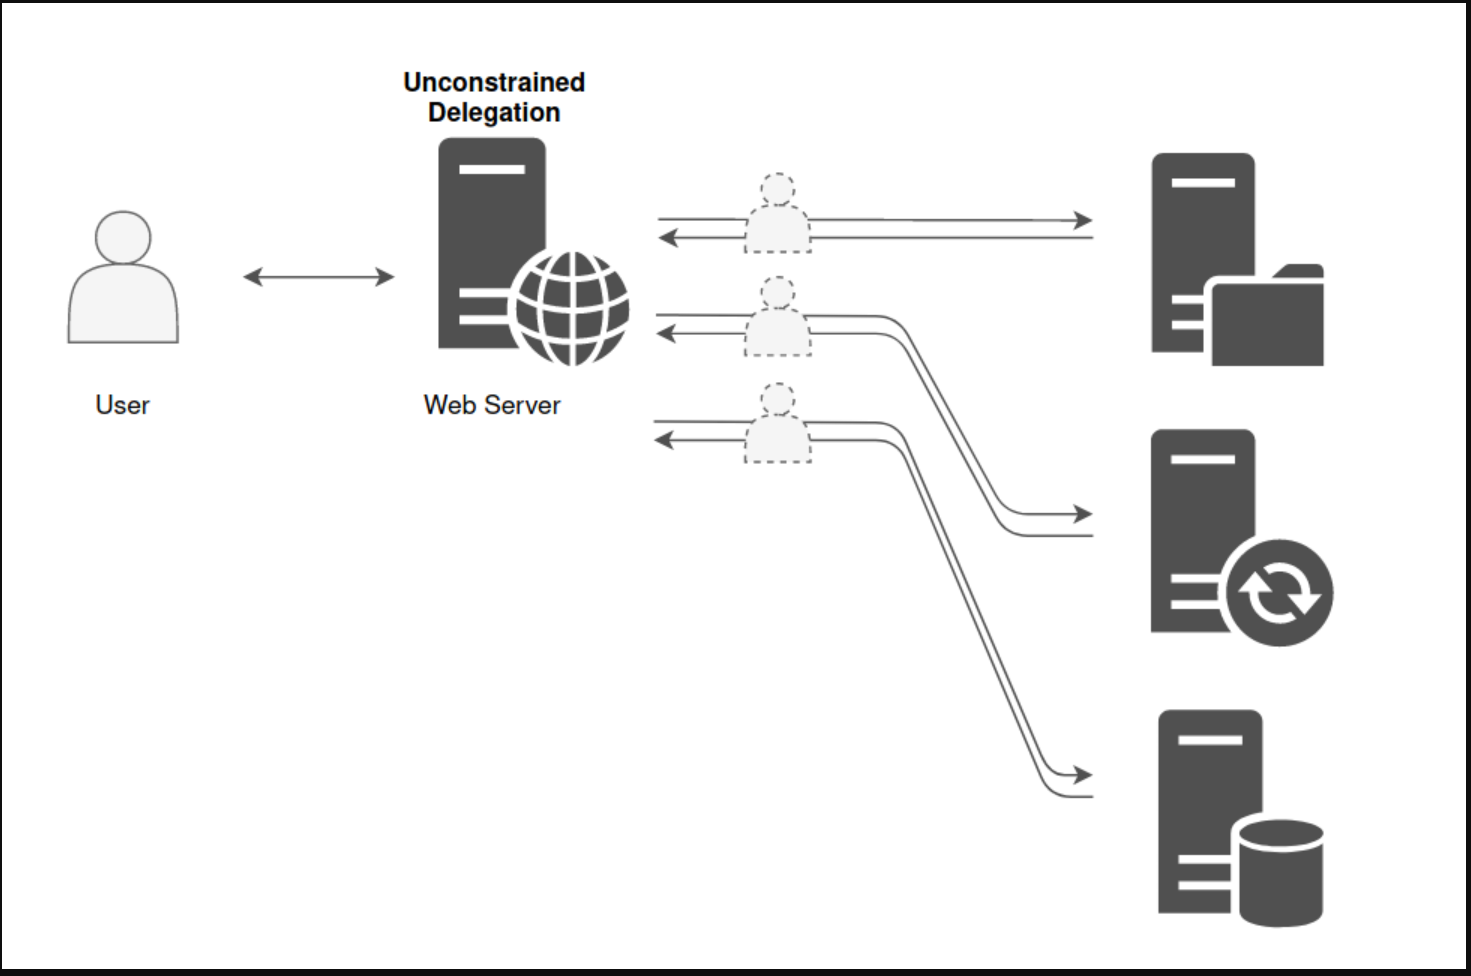 Unconstrained
Delegation
User
Web Server